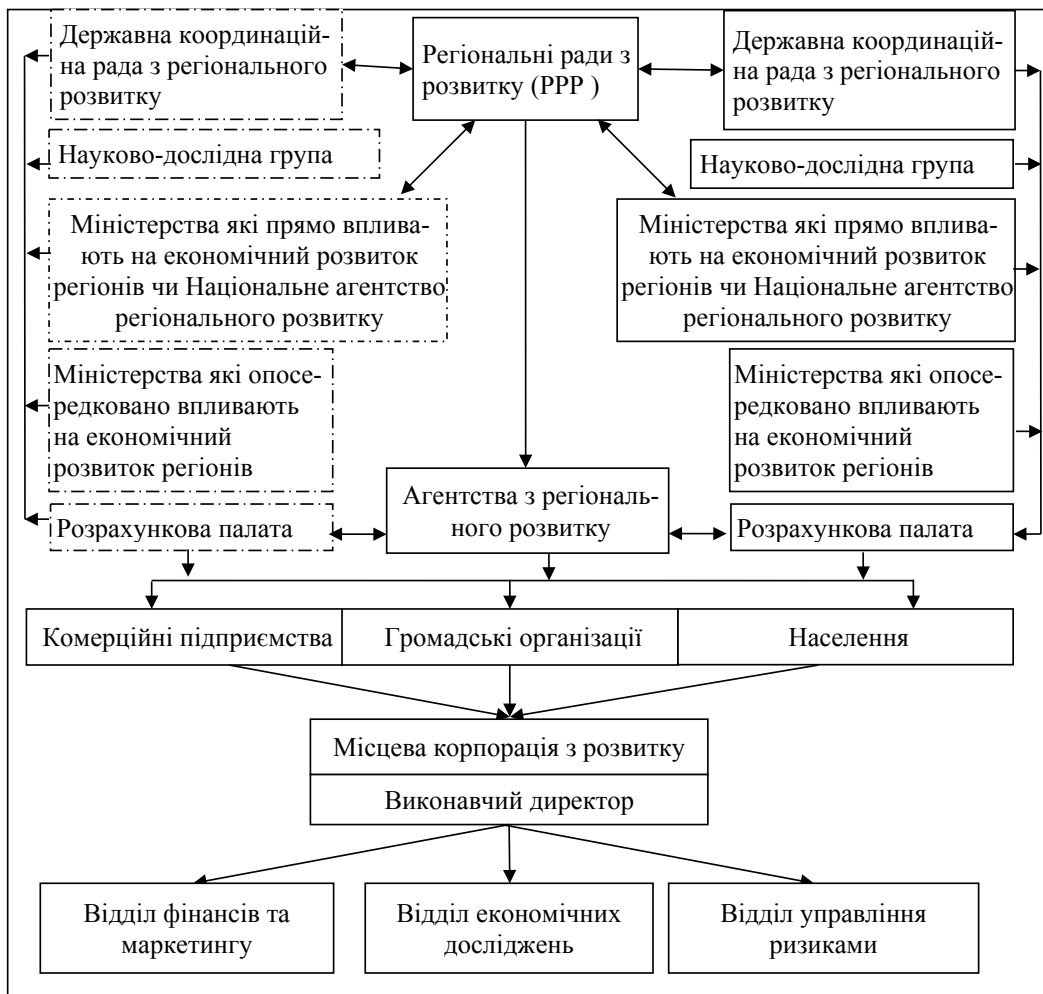 Державна координацій-
на рада з регіонального
розвитку
Регіональні ради з
розвитку (РРР )
Державна координацій-
на рада з регіонального
розвитку
Науково-дослідна група
Науково-дослідна група
Міністерства які прямо вплива-
ють на економічний розвиток
регіонів чи Національне агентство
регіонального розвитку
Міністерства які прямо вплива-
ють на економічний розвиток
регіонів чи Національне агентство
регіонального розвитку
Міністерства які опосе-
редковано впливають
на економічний
розвиток регіонів
Міністерства які опосе-
редковано впливають
на економічний
розвиток регіонів
Розрахункова палата
Агентства з регіональ-
ного розвитку
Розрахункова палата
Комерційні підприємства
Громадські організації
Населення
Місцева корпорація з розвитку
Виконавчий директор
Відділ фінансів та
маркетингу
Відділ економічних
досліджень
Відділ управління
ризиками